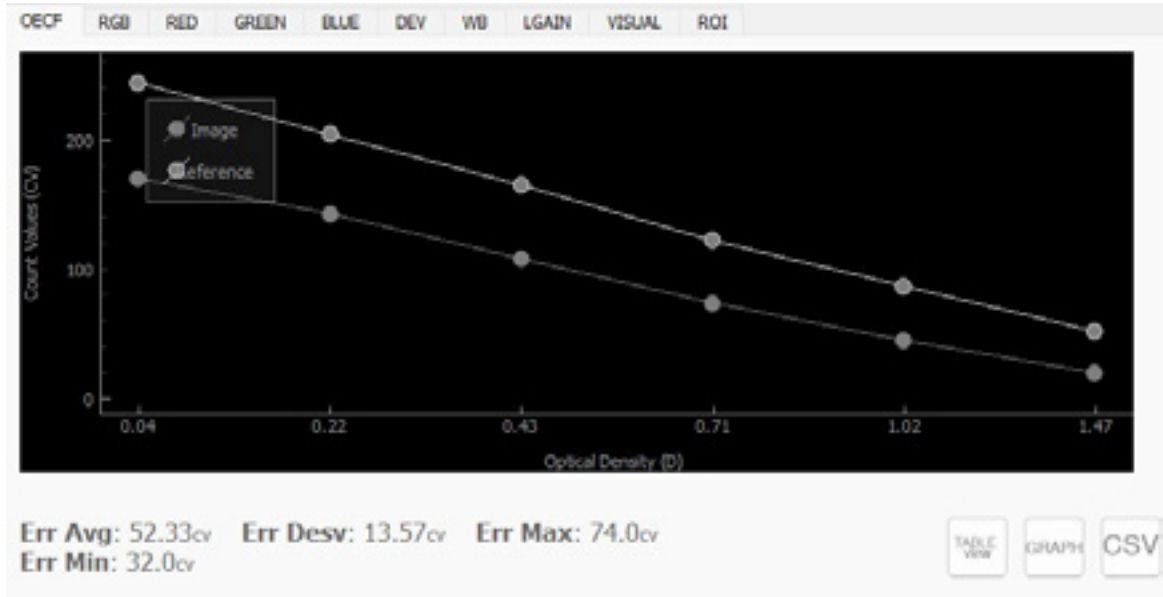 OECF RGB RED GREEN BLUE DEV WB LGAIN VISUAL ROI
Image
Reference
Count Values (CV)
200
100
0
0.04 0.22 0.43 0.71 1.02 1.47
Optical Density (D)
Err Avg: 52.33cv Err Desv: 13.57cv Err Max: 74.0cv
Err Min: 32.0cv
TABLE
VIEW
GRAPH
CSV